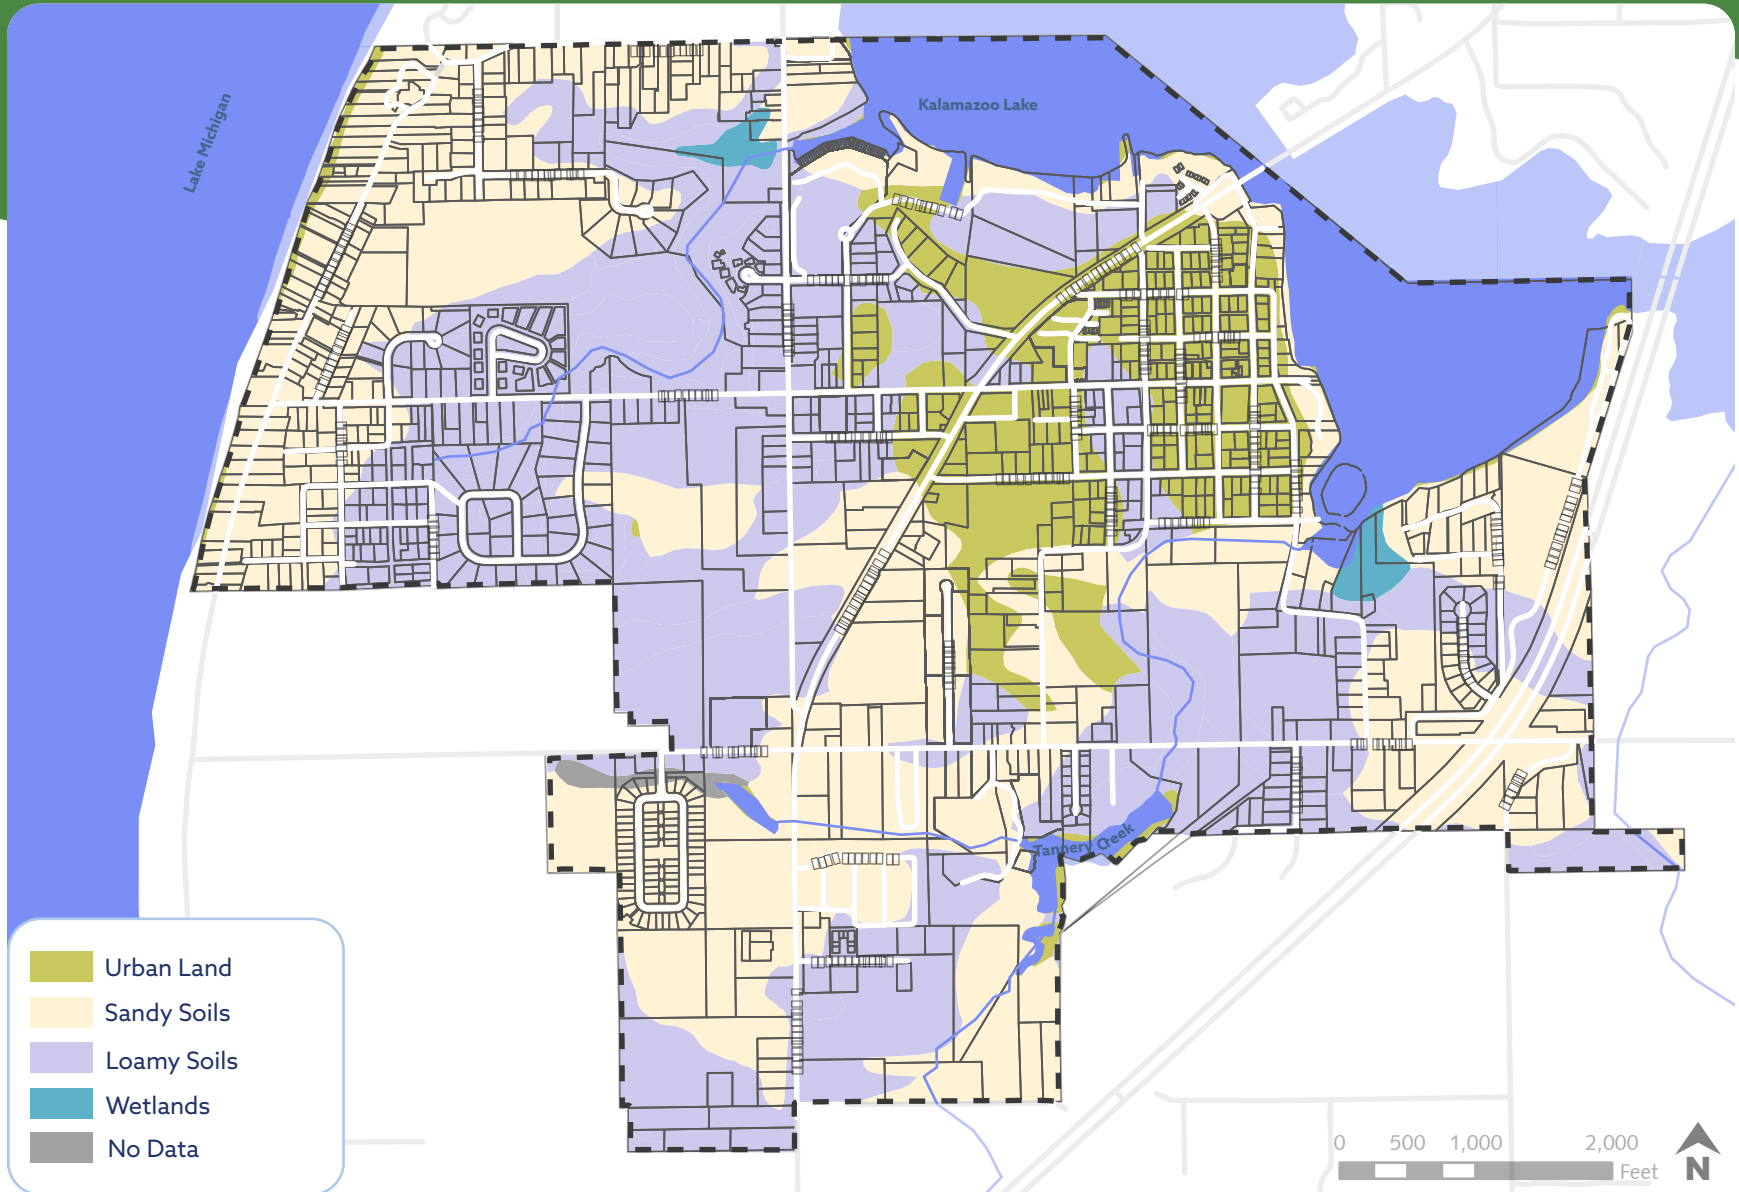 Kalamazoo Lake
Lake Michigan
Tannery Creek
Urban Land
Sandy Soils
Loamy Soils
Wetlands
No Data
0 500 1,000 2,000
Feet
N